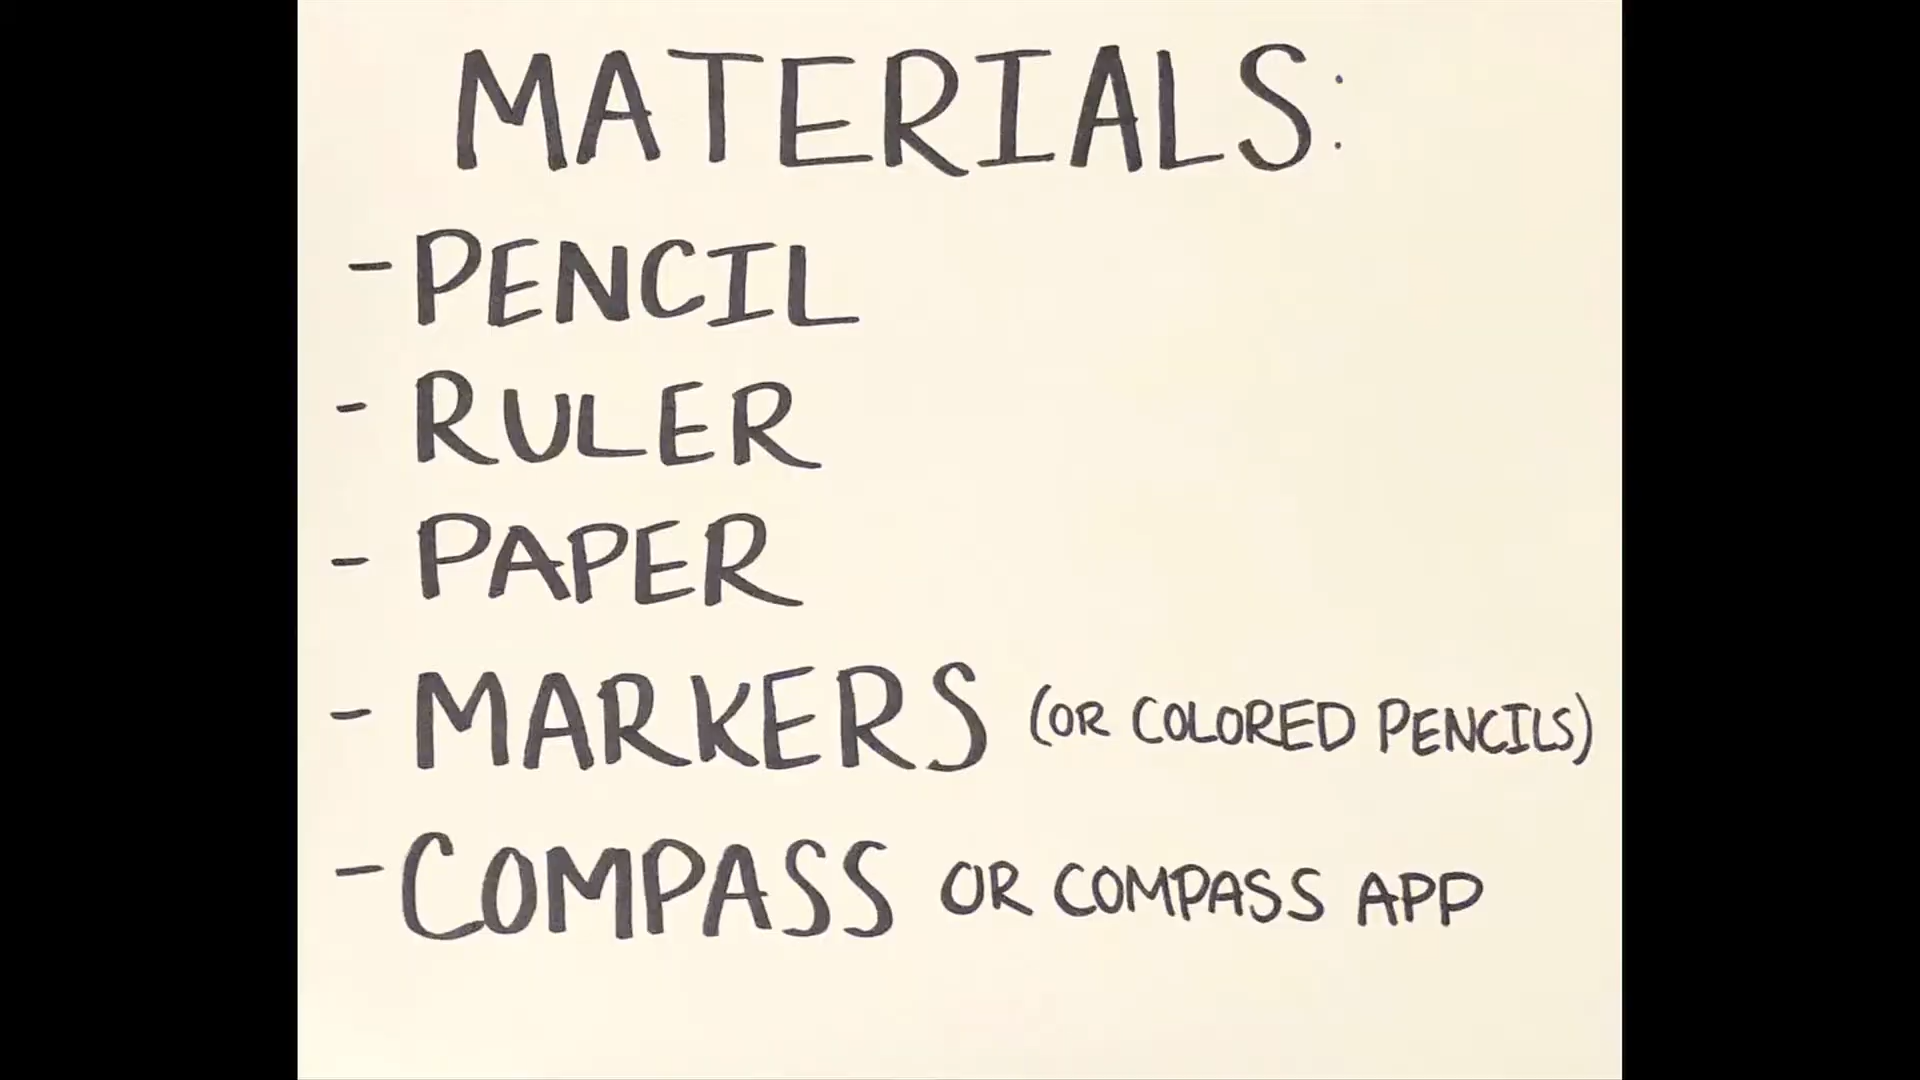 MATERIALS:
- PENCIL
- RULER
- PAPER
- MARKERS (OR COLORED PENCILS)
- COMPASS OR COMPASS APP